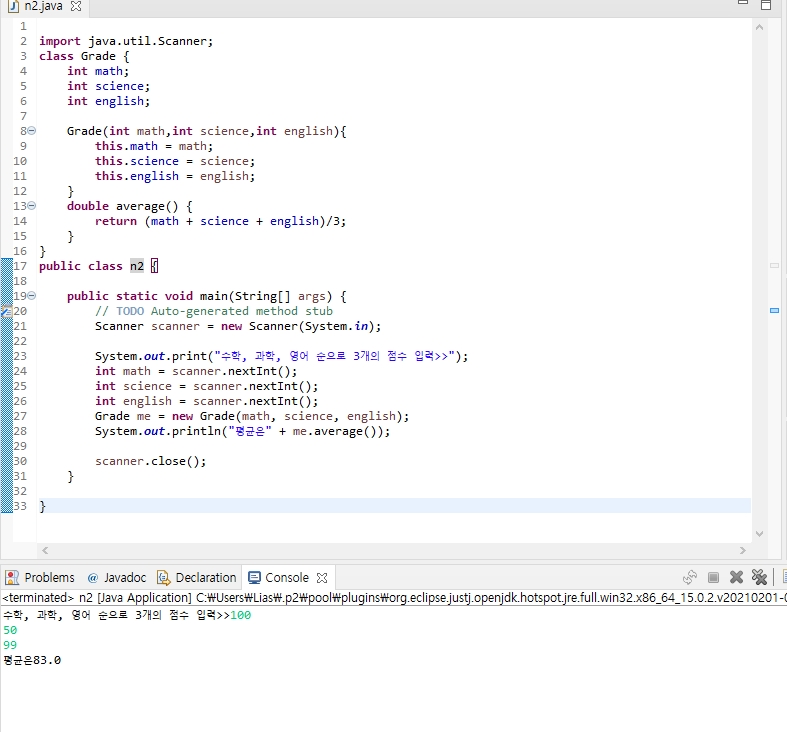 n2.java
1
2 import java.util.Scanner;
3 class Grade {
4 int math;
5 int science;
6 int english;
7
8 Grade(int math,int science,int english){
9 this.math = math;
10 this.science = science;
11 this.english = english;
12 }
13 double average() {
14 return (math + science + english)/3;
15 }
16 }
17 public class n2 {
18
19 public static void main(String[] args) {
20 // TODO Auto-generated method stub
21 Scanner scanner = new Scanner(System.in);
22
23 System.out.print("수학, 과학, 영어 순으로 3개의 점수 입력>>");
24 int math = scanner.nextInt();
25 int science = scanner.nextInt();
26 int english = scanner.nextInt();
27 Grade me = new Grade(math, science, english);
28 System.out.println("평균은" + me.average());
29
30 scanner.close();
31 }
32
33 }
Problems @ Javadoc Declaration Console
<terminated> n2 [Java Application] C:₩Users₩Lias₩.p2₩pool₩plugins₩org.eclipse.justj.openjdk.hotspot.jre.full.win32.x86_64_15.0.2.v20210201-0
수학, 과학, 영어 순으로 3개의 점수 입력>>100
50
99
평균은83.0